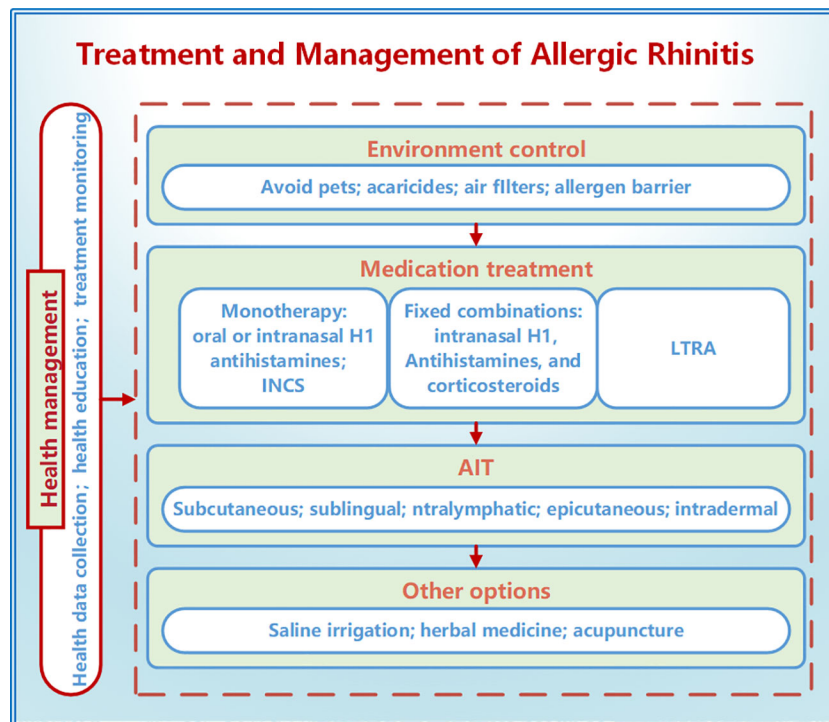 Treatment and Management of Allergic Rhinitis
Health management
Health data collection; health education; treatment monitoring
Environment control
Avoid pets; acaricides; air fIlters; allergen barrier
Medication treatment
Monotherapy:
oral or intranasal H1
antihistamines;
INCS
Fixed combinations:
intranasal H1,
Antihistamines, and
corticosteroids
LTRA
AIT
Subcutaneous; sublingual; ntralymphatic; epicutaneous; intradermal
Other options
Saline irrigation; herbal medicine; acupuncture